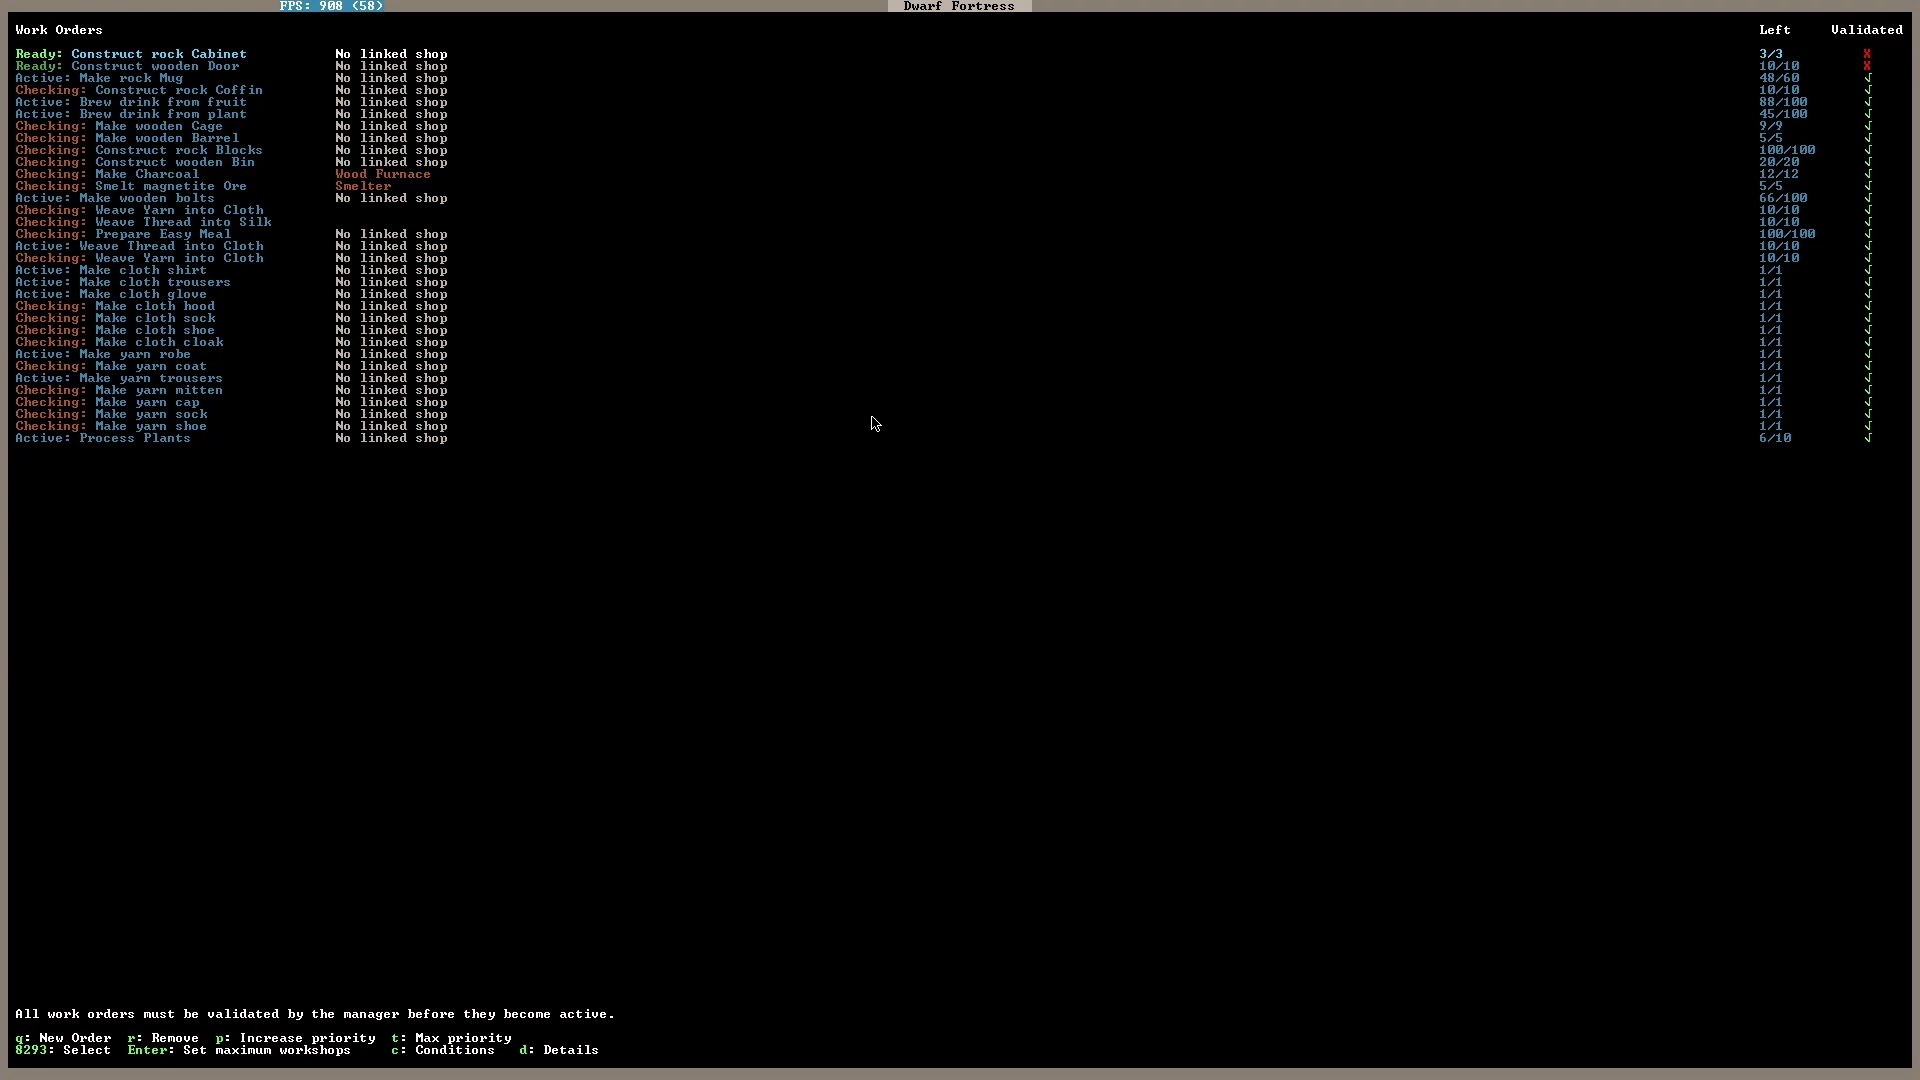 FPS: 908 (58) Dwarf Fortress
Work Orders Left Validated
Ready: Construct rock Cabinet No linked shop 3/3 X
Ready: Construct wooden Door No linked shop 10/10 X
Active: Make rock Mug No linked shop 48/60 √
Checking: Construct rock Coffin No linked shop 10/10 √
Active: Brew drink from fruit No linked shop 88/100 √
Active: Brew drink from plant No linked shop 45/100 √
Checking: Make wooden Cage No linked shop 9/9 √
Checking: Make wooden Barrel No linked shop 5/5 √
Checking: Construct rock Blocks No linked shop 100/100 √
Checking: Construct wooden Bin No linked shop 20/20 √
Checking: Make Charcoal Wood Furnace 12/12 √
Checking: Smelt magnetite Ore Smelter 5/5 √
Active: Make wooden bolts No linked shop 66/100 √
Checking: Weave Yarn into Cloth 10/10 √
Checking: Weave Thread into Silk 10/10 √
Checking: Prepare Easy Meal No linked shop 100/100 √
Active: Weave Thread into Cloth No linked shop 10/10 √
Checking: Weave Yarn into Cloth No linked shop 10/10 √
Active: Make cloth shirt No linked shop 1/1 √
Active: Make cloth trousers No linked shop 1/1 √
Active: Make cloth glove No linked shop 1/1 √
Checking: Make cloth hood No linked shop 1/1 √
Checking: Make cloth sock No linked shop 1/1 √
Checking: Make cloth shoe No linked shop 1/1 √
Checking: Make cloth cloak No linked shop 1/1 √
Active: Make yarn robe No linked shop 1/1 √
Checking: Make yarn coat No linked shop 1/1 √
Active: Make yarn trousers No linked shop 1/1 √
Checking: Make yarn mitten No linked shop 1/1 √
Checking: Make yarn cap No linked shop 1/1 √
Checking: Make yarn sock No linked shop 1/1 √
Checking: Make yarn shoe No linked shop 1/1 √
Active: Process Plants No linked shop 6/10 √
All work orders must be validated by the manager before they become active.
q: New Order r: Remove p: Increase priority t: Max priority
8293: Select Enter: Set maximum workshops c: Conditions d: Details